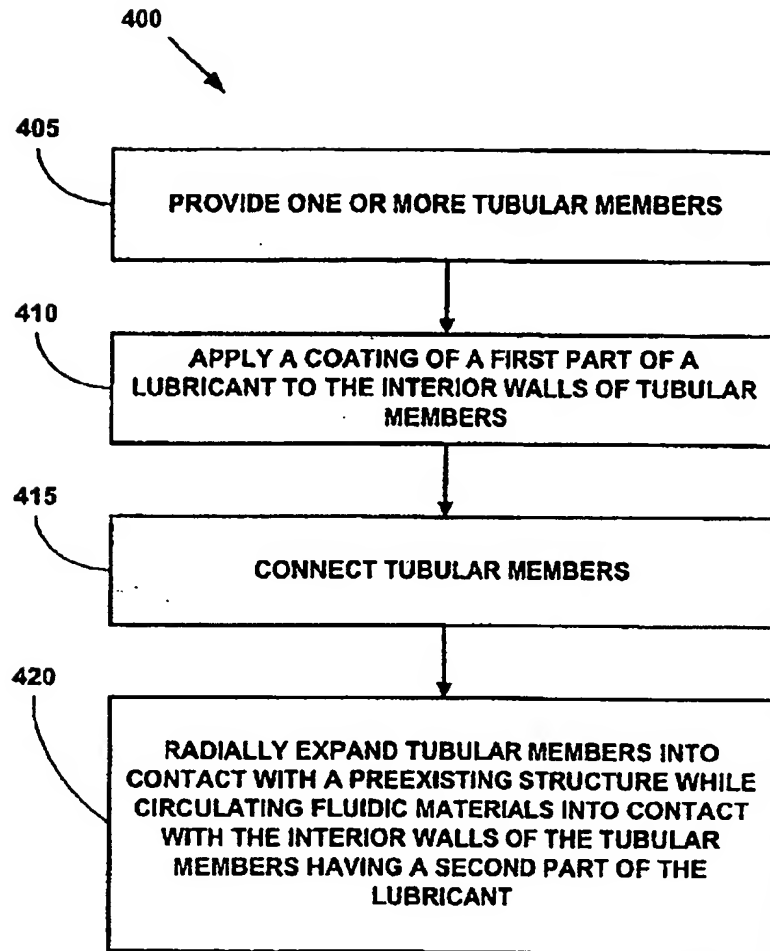 400
405
PROVIDE ONE OR MORE TUBULAR MEMBERS
410
APPLY A COATING OF A FIRST PART OF A
LUBRICANT TO THE INTERIOR WALLS OF TUBULAR
MEMBERS
415
CONNECT TUBULAR MEMBERS
420
RADIALLY EXPAND TUBULAR MEMBERS INTO
CONTACT WITH A PREEXISTING STRUCTURE WHILE
CIRCULATING FLUIDIC MATERIALS INTO CONTACT
WITH THE INTERIOR WALLS OF THE TUBULAR
MEMBERS HAVING A SECOND PART OF THE
LUBRICANT